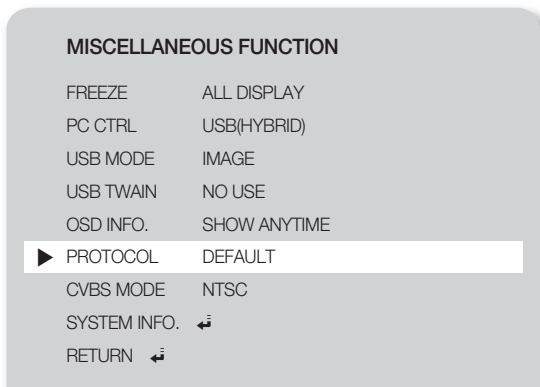 MISCELLANEOUS FUNCTION
FREEZE ALL DISPLAY
PC CTRL USB(HYBRID)
USB MODE IMAGE
USB TWAIN NO USE
OSD INFO. SHOW ANYTIME
▶ PROTOCOL DEFAULT
CVBS MODE NTSC
SYSTEM INFO. ↲
RETURN ↲